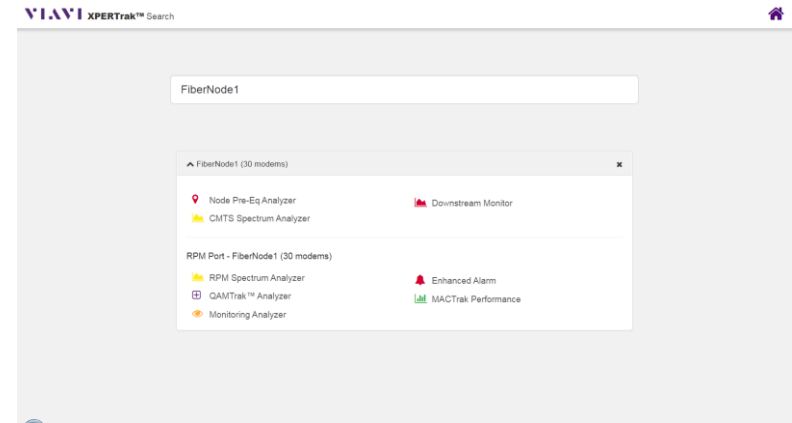 VIAVI XPERTrak™ Search
FiberNode1
FiberNode1 (30 modems)
Node Pre-Eq Analyzer
Downstream Monitor
CMTS Spectrum Analyzer
RPM Port - FiberNode1 (30 modems)
RPM Spectrum Analyzer
Enhanced Alarm
QAMTrak™ Analyzer
MACTrak Performance
Monitoring Analyzer